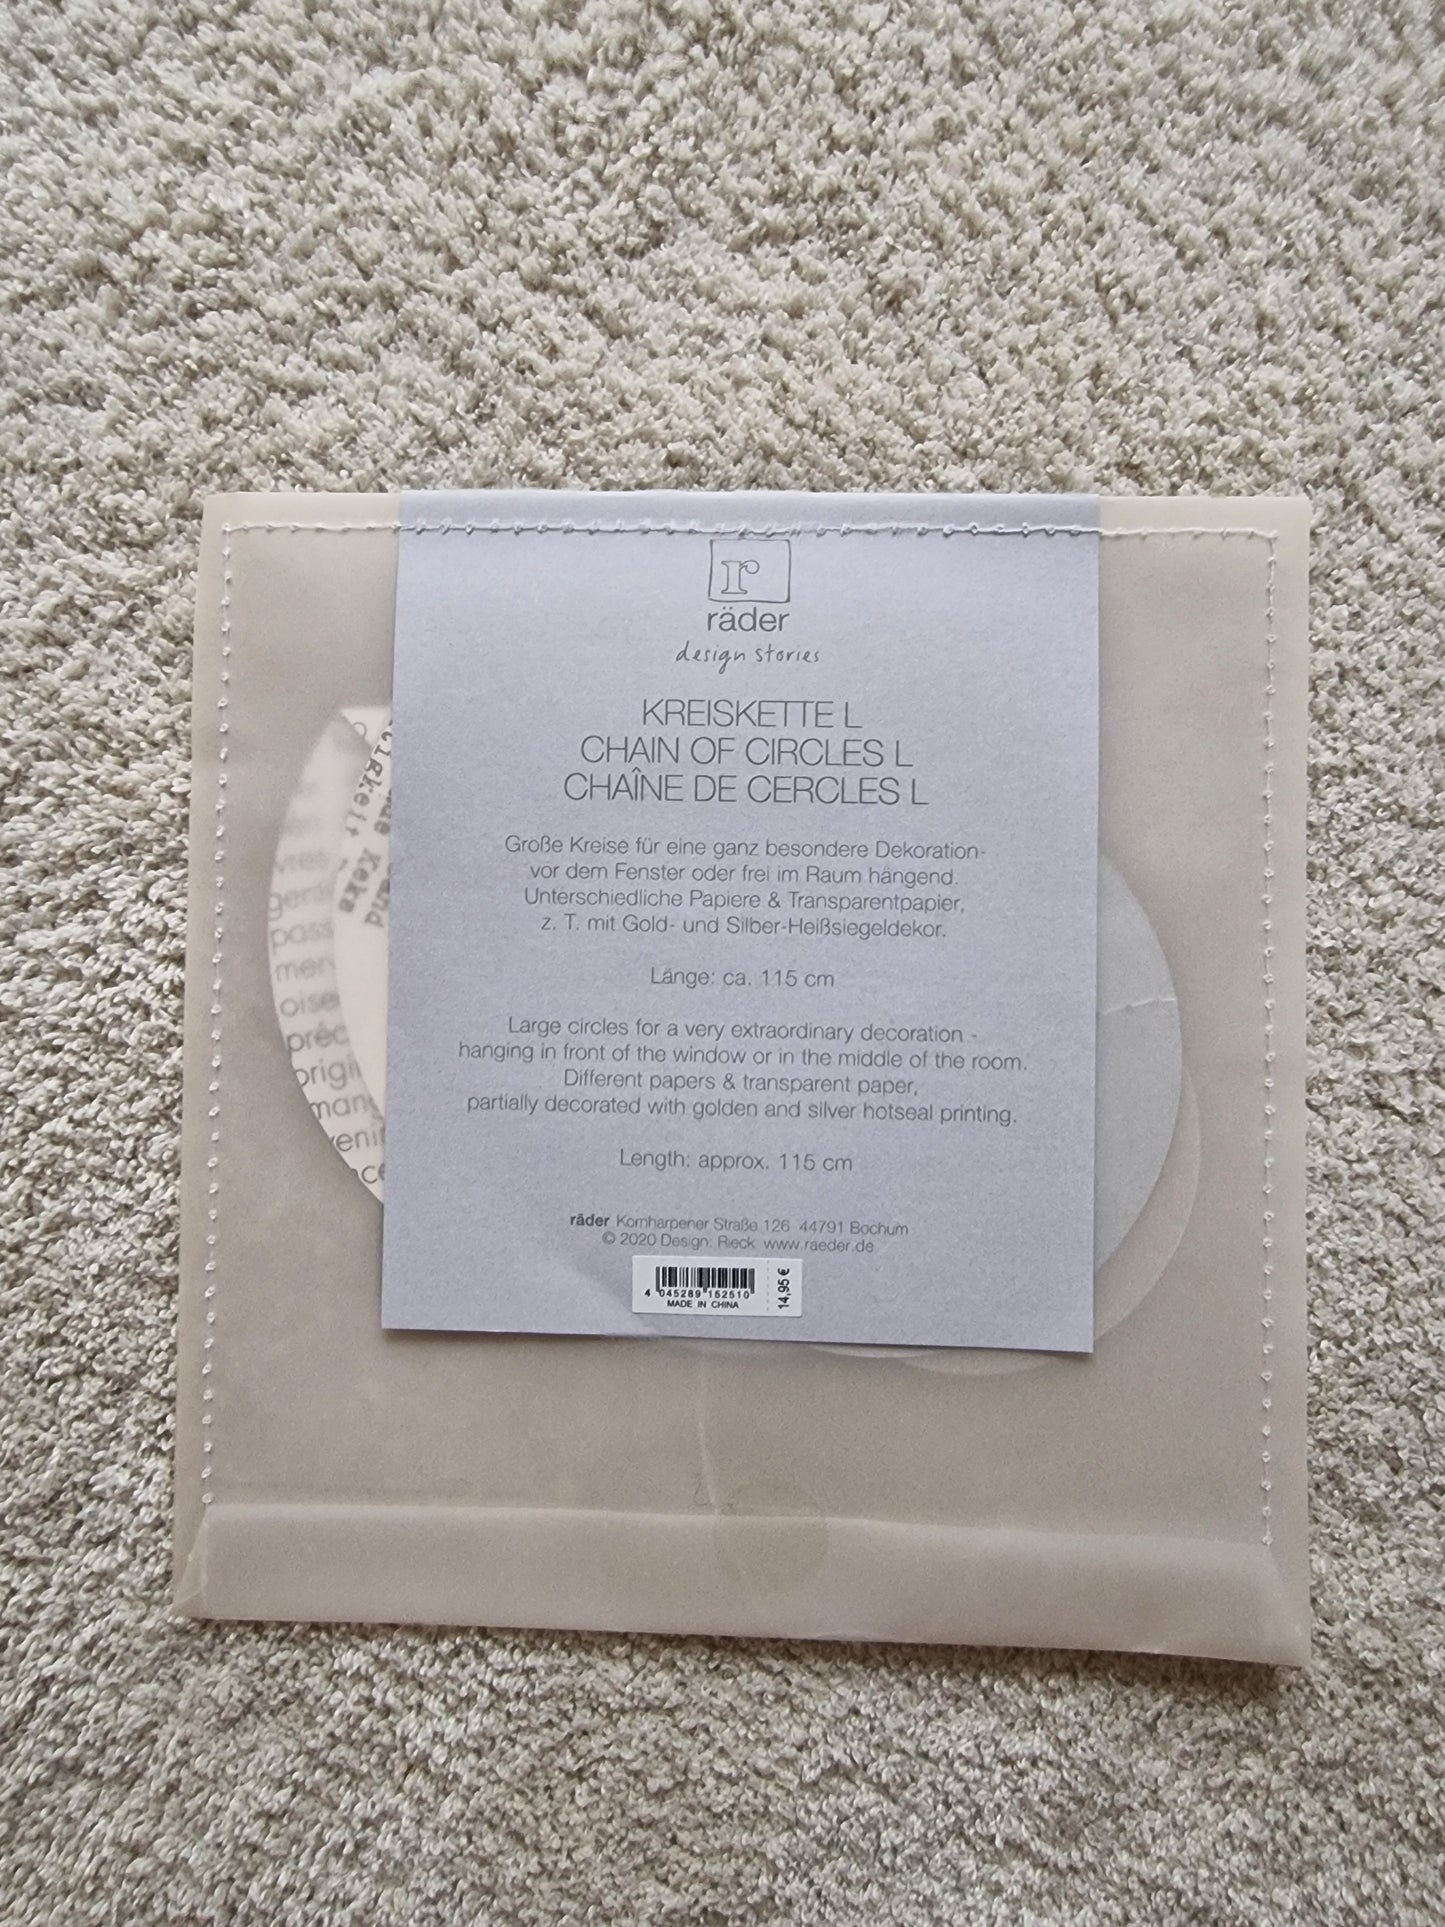 r
räder
design stories
KREISKETTE L
CHAIN OF CIRCLES L
CHAÎNE DE CERCLES L
Große Kreise für eine ganz besondere Dekoration-
vor dem Fenster oder frei im Raum hängend.
Unterschiedliche Papiere & Transparentpapier,
z. T. mit Gold- und Silber-Heißsiegeldekor.
Länge: ca. 115 cm
Large circles for a very extraordinary decoration -
hanging in front of the window or in the middle of the room.
Different papers & transparent paper,
partially decorated with golden and silver hotseal printing.
Length: approx. 115 cm
räder Kornharpener Straße 126 44791 Bochum
© 2020 Design: Rieck www.raeder.de
4 045289 152510
MADE IN CHINA
14,95 €